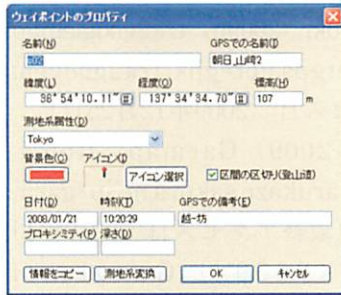 ウェイポイントのプロパティ
名前(N) GPSでの名前(I)
朝日_山崎2
緯度(L) 経度(O) 標高(H)
36°54'10.11" 137°34'34.70" 107 m
測地系属性(D)
Tokyo
背景色(C) アイコン(I)
アイコン選択 区間の区切り(登山道)
日付(D) 時刻(T) GPSでの備考(E)
2008/01/21 10:20:29 越-坊
プロキシミティ(P) 深さ(D)
情報をコピー 測地系変換 OK キャンセル